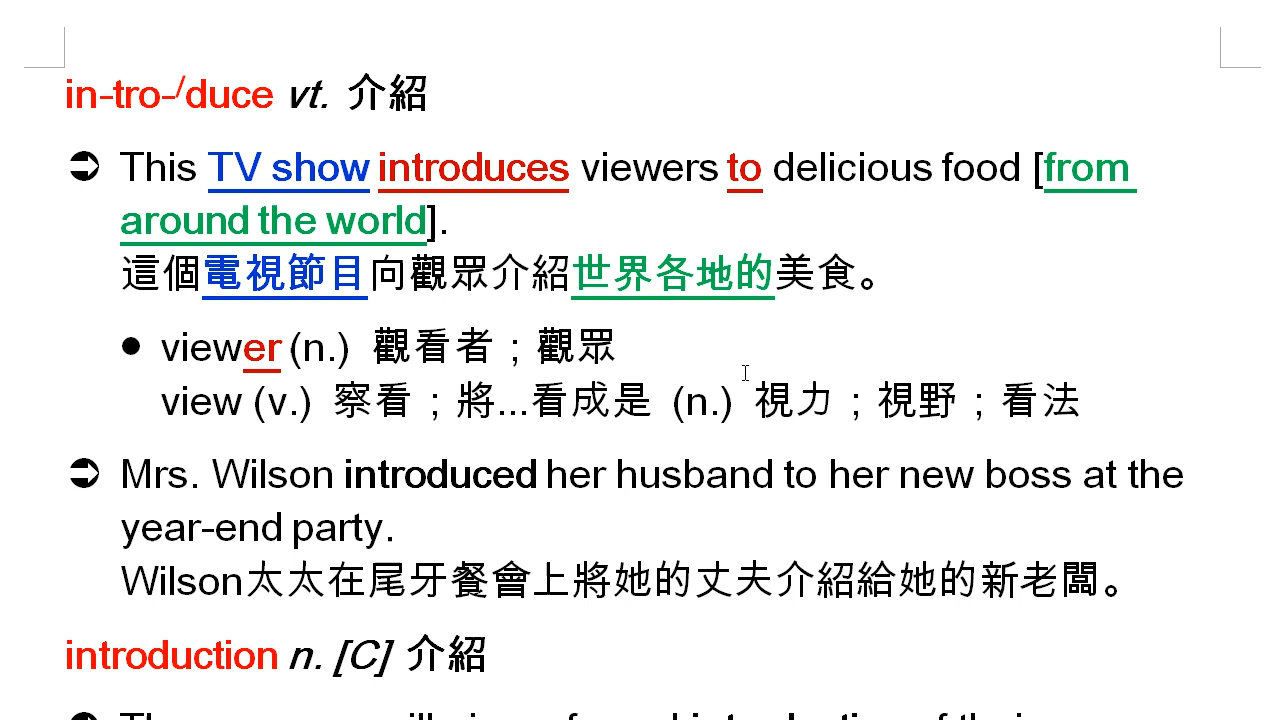 in-tro-/duce vt. 介紹
➲ This TV show introduces viewers to delicious food [from
around the world].
這個電視節目向觀眾介紹世界各地的美食。
● viewer (n.) 觀看者；觀眾
view (v.) 察看；將...看成是 (n.) 視力；視野；看法
➲ Mrs. Wilson introduced her husband to her new boss at the
year-end party.
Wilson太太在尾牙餐會上將她的丈夫介紹給她的新老闆。
introduction n. [C] 介紹